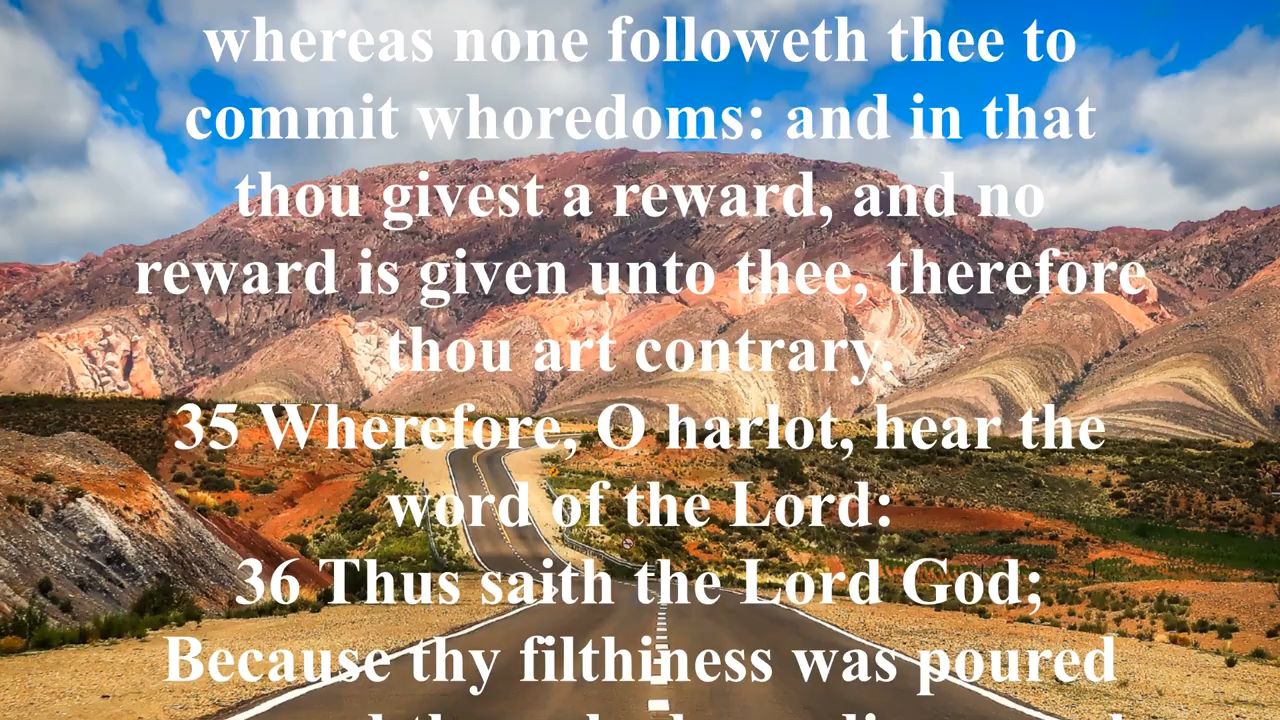 whereas none followeth thee to
commit whoredoms: and in that
thou givest a reward, and no
reward is given unto thee, therefore
thou art contrary.
35 Wherefore, O harlot, hear the
word of the Lord:
36 Thus saith the Lord God;
Because thy filthiness was poured